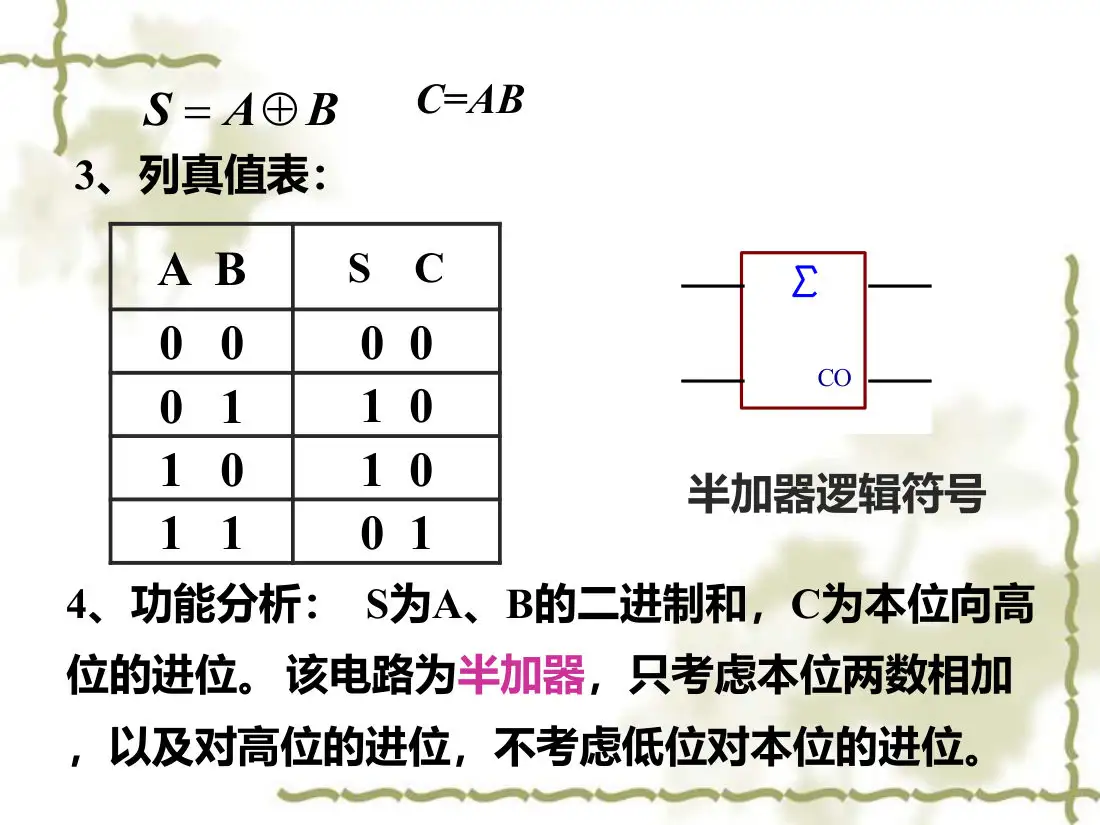 S = A⊕B C=AB
3、列真值表：
A B S C
0 0 0 0
0 1 1 0
1 0 1 0
1 1 0 1
∑
CO
半加器逻辑符号
4、功能分析： S为A、B的二进制和，C为本位向高
位的进位。 该电路为半加器，只考虑本位两数相加
，以及对高位的进位，不考虑低位对本位的进位。